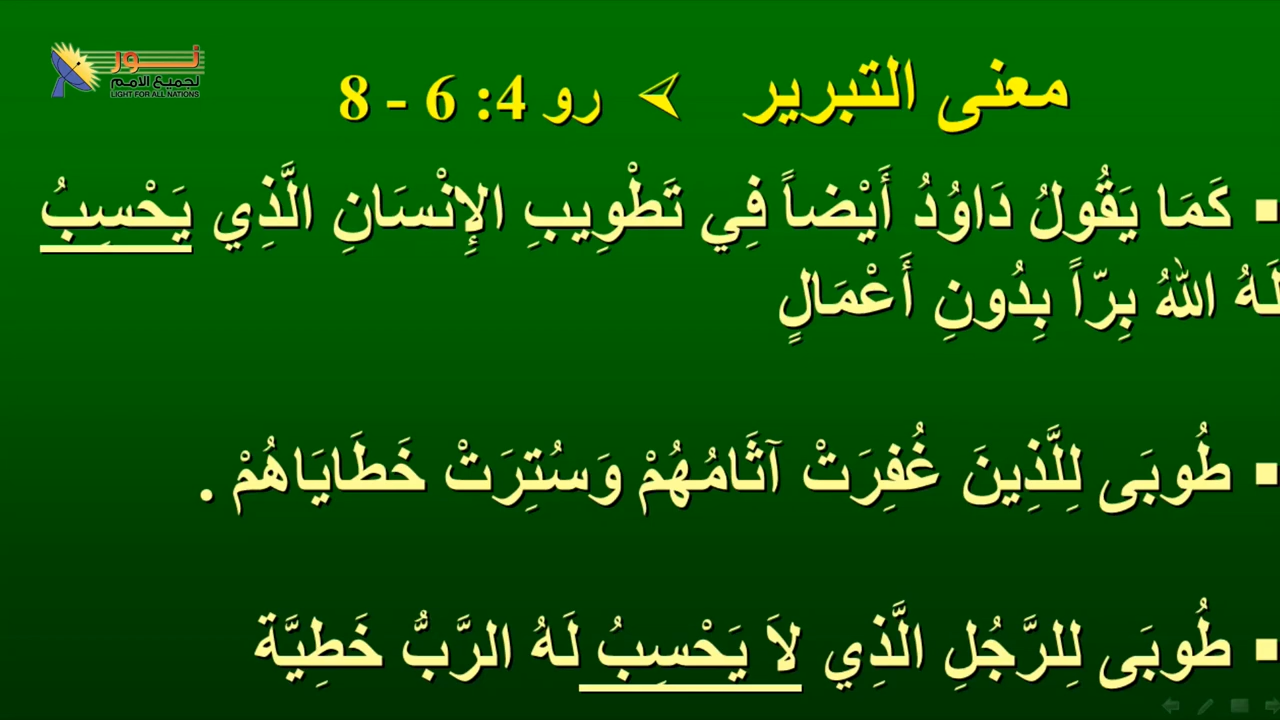 نور
لجميع الأمم
LIGHT FOR ALL NATIONS
معنى التبرير ➢ رو 4: 6 - 8
▪ كَمَا يَقُولُ دَاوُدُ أَيْضاً فِي تَطْوِيبِ الإِنْسَانِ الَّذِي يَحْسِبُ
لَهُ اللهُ بِرّاً بِدُونِ أَعْمَالٍ
▪ طُوبَى لِلَّذِينَ غُفِرَتْ آثَامُهُمْ وَسُتِرَتْ خَطَايَاهُمْ .
▪ طُوبَى لِلرَّجُلِ الَّذِي لاَ يَحْسِبُ لَهُ الرَّبُّ خَطِيَّة